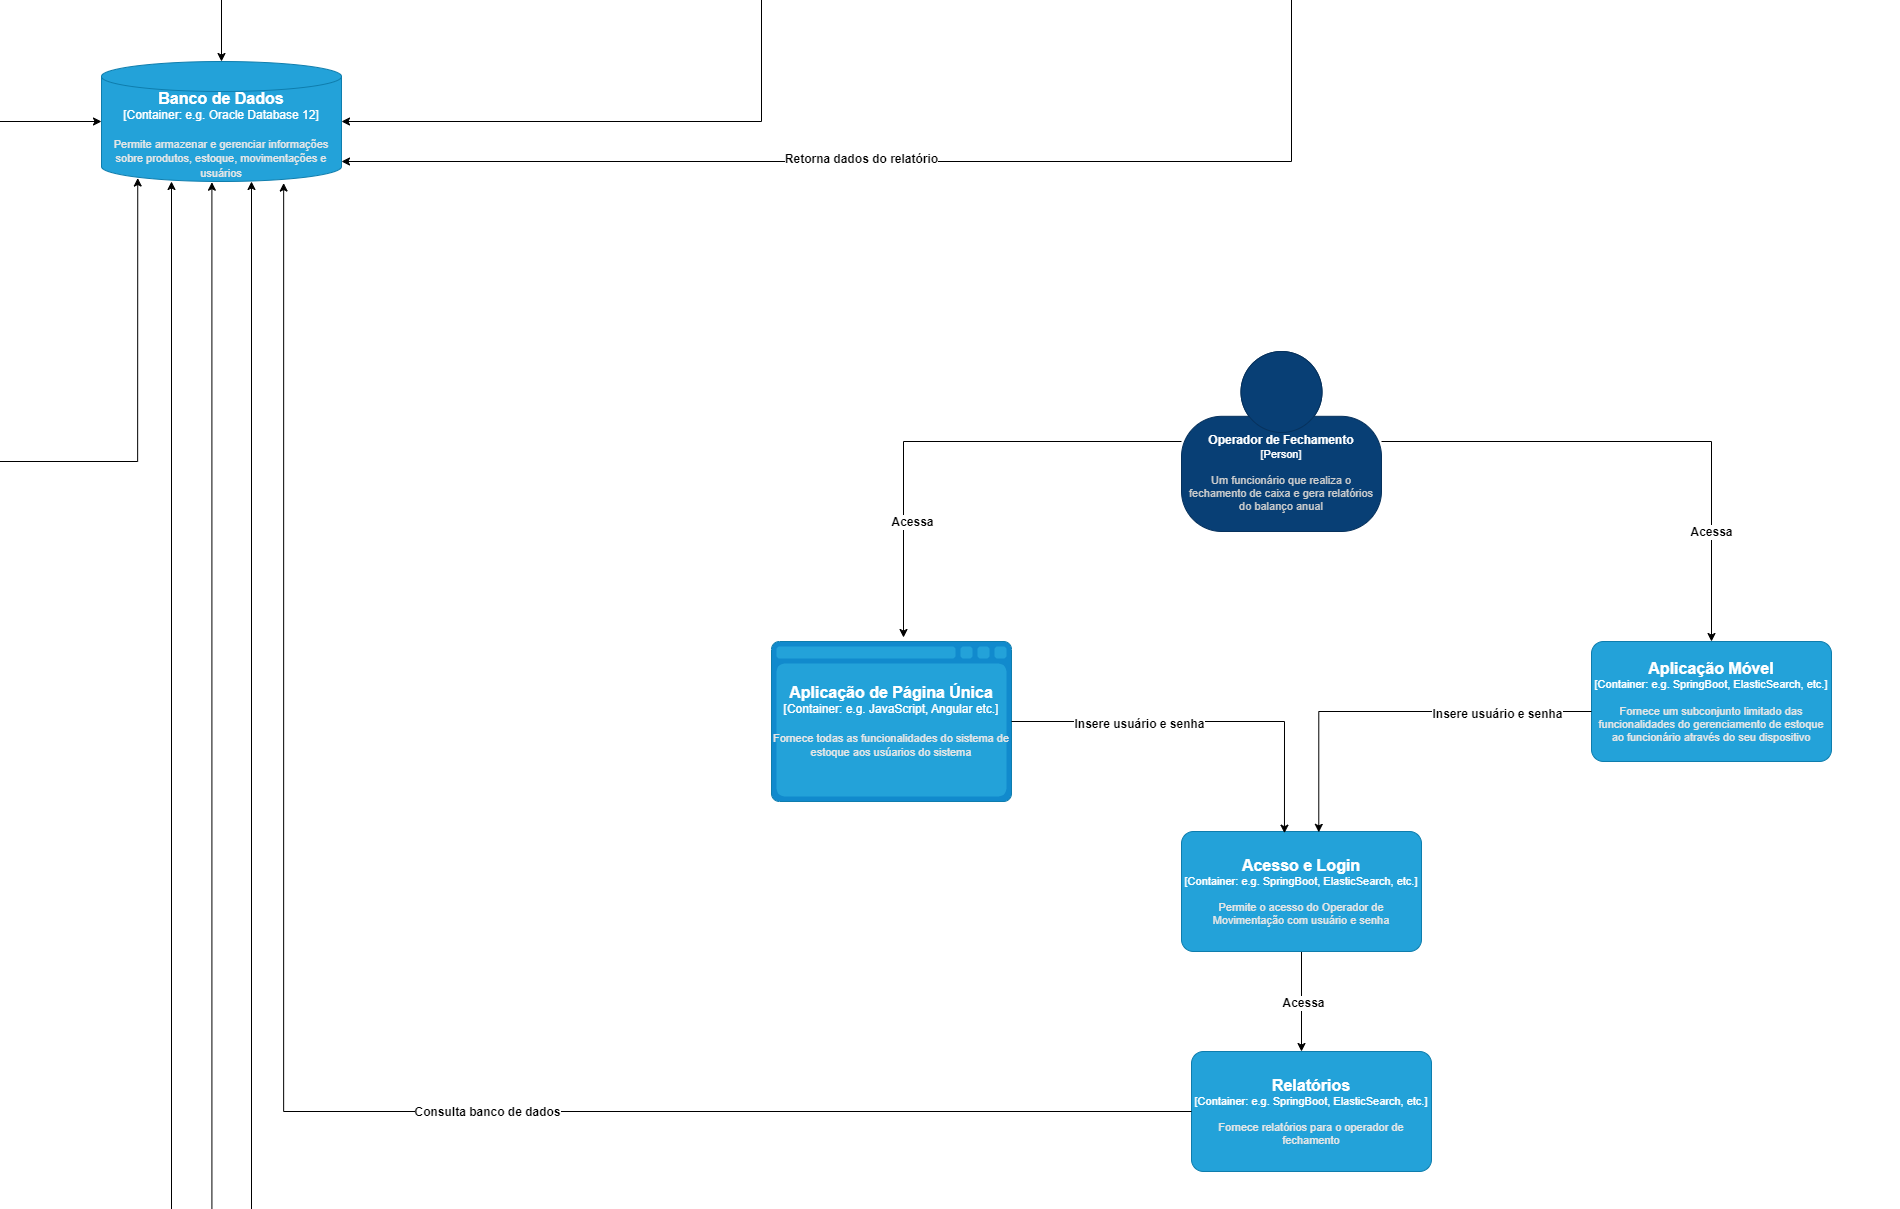 Banco de Dados
[Container: e.g. Oracle Database 12]
Permite armazenar e gerenciar informações
sobre produtos, estoque, movimentações e
usuários
Retorna dados do relatório
Operador de Fechamento
[Person]
Um funcionário que realiza o
fechamento de caixa e gera relatórios
do balanço anual
Acessa
Acessa
Aplicação de Página Única
[Container: e.g. JavaScript, Angular etc.]
Fornece todas as funcionalidades do sistema de
estoque aos usúarios do sistema
Insere usuário e senha
Insere usuário e senha
Aplicação Móvel
[Container: e.g. SpringBoot, ElasticSearch, etc.]
Fornece um subconjunto limitado das
funcionalidades do gerenciamento de estoque
ao funcionário através do seu dispositivo
Acesso e Login
[Container: e.g. SpringBoot, ElasticSearch, etc.]
Permite o acesso do Operador de
Movimentação com usuário e senha
Acessa
Relatórios
[Container: e.g. SpringBoot, ElasticSearch, etc.]
Fornece relatórios para o operador de
fechamento
Consulta banco de dados